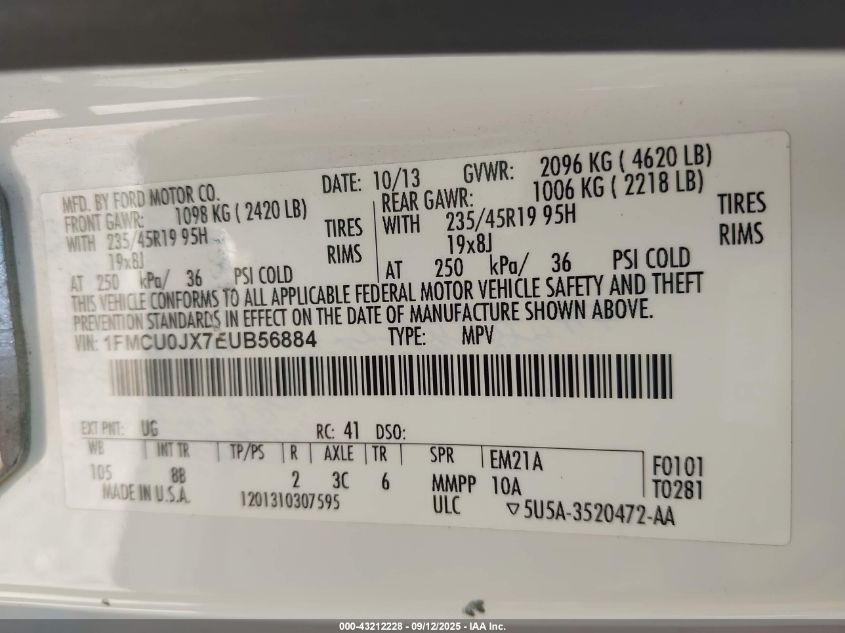 MFD. BY FORD MOTOR CO.
DATE: 10/13 GVWR: 2096 KG ( 4620 LB)
FRONT GAWR: 1098 KG ( 2420 LB)
REAR GAWR: 1006 KG ( 2218 LB)
WITH 235/45R19 95H TIRES
WITH 235/45R19 95H TIRES
19x8J RIMS
19x8J RIMS
AT 250 kPa/ 36 PSI COLD
AT 250 kPa/ 36 PSI COLD
THIS VEHICLE CONFORMS TO ALL APPLICABLE FEDERAL MOTOR VEHICLE SAFETY AND THEFT
PREVENTION STANDARDS IN EFFECT ON THE DATE OF MANUFACTURE SHOWN ABOVE.
VIN: 1FMCU0JX7EUB56884 TYPE: MPV
EXT PNT: UG RC: 41 DSO:
WB INT TR TP/PS R AXLE TR SPR EM21A F0101
105 8B 2 3C 6 MMPP 10A T0281
MADE IN U.S.A. 1201310307595 ULC ▽5U5A-3520472-AA
000-43212228 - 09/12/2025 - IAA Inc.